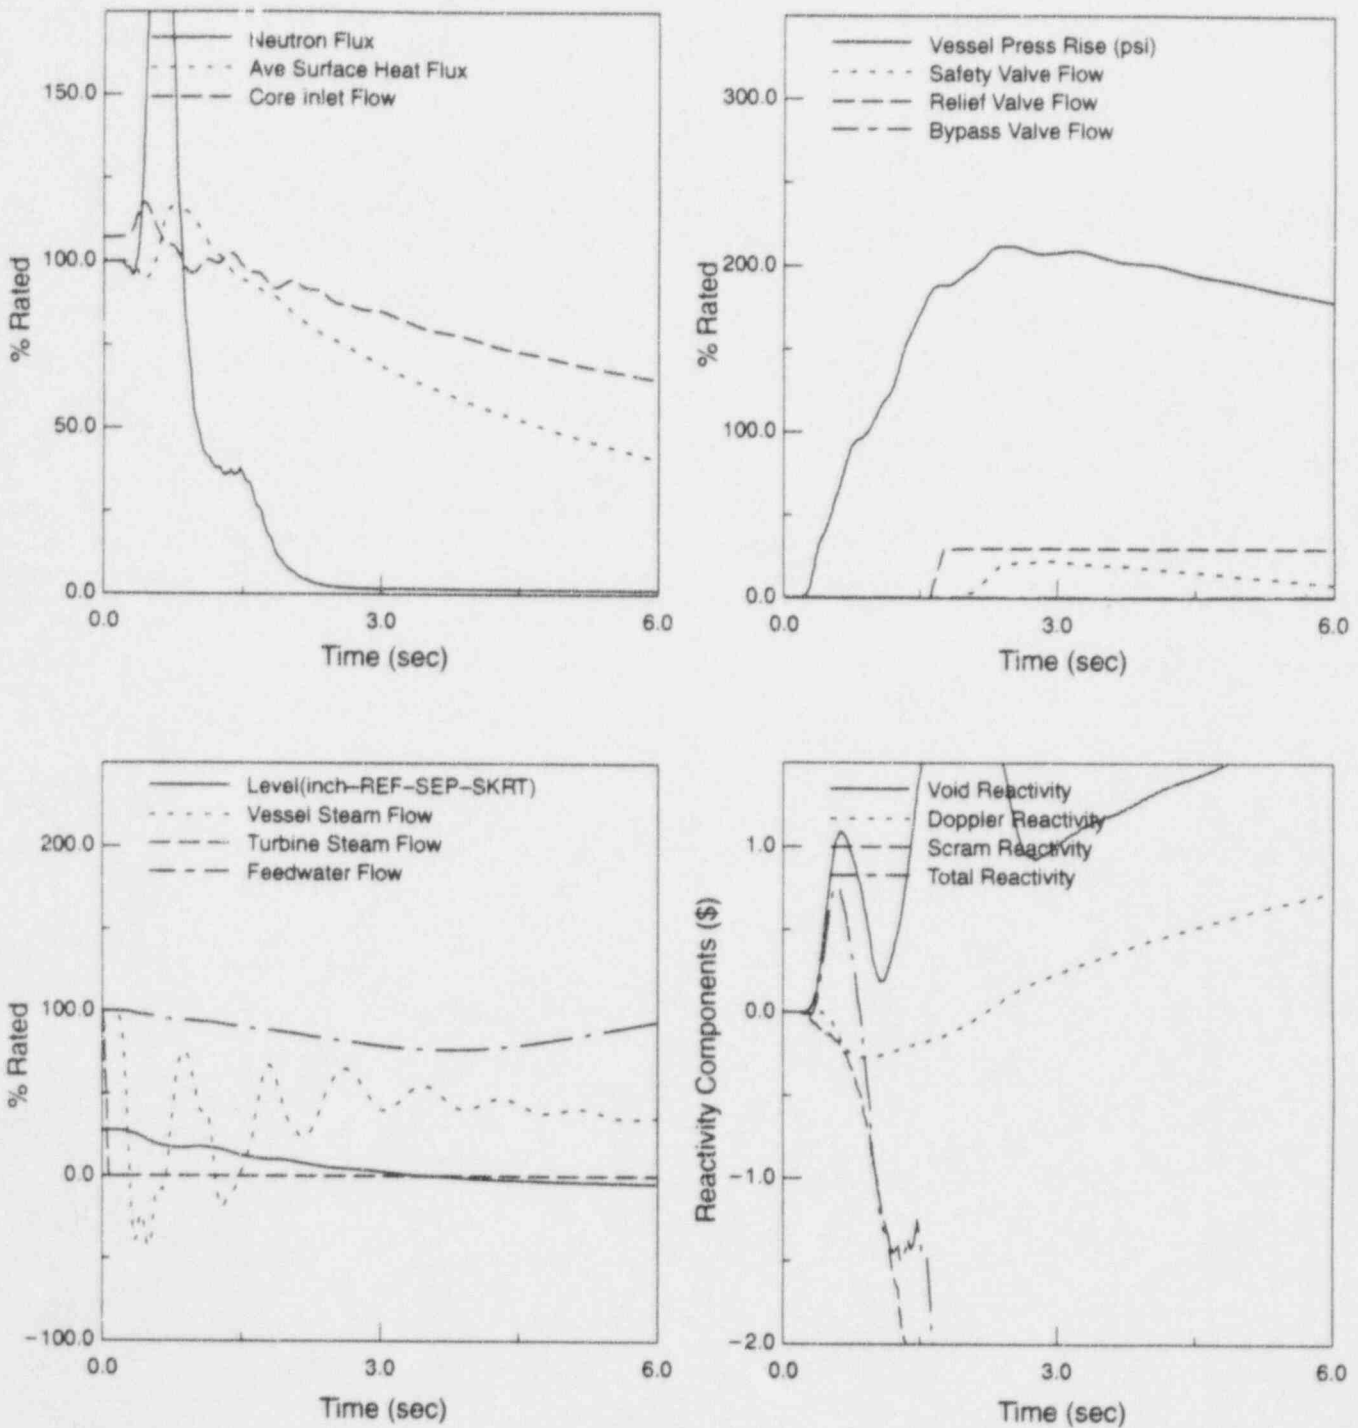 Neutron Flux
Ave Surface Heat Flux
Core inlet Flow
150.0
100.0
50.0
0.0
% Rated
0.0
3.0
6.0
Time (sec)
Vessel Press Rise (psi)
Safety Valve Flow
Relief Valve Flow
Bypass Valve Flow
300.0
200.0
100.0
0.0
% Rated
0.0
3.0
6.0
Time (sec)
Level(inch-REF-SEP-SKRT)
Vessel Steam Flow
Turbine Steam Flow
Feedwater Flow
200.0
100.0
0.0
-100.0
% Rated
0.0
3.0
6.0
Time (sec)
Void Reactivity
Doppler Reactivity
Scram Reactivity
Total Reactivity
1.0
0.0
-1.0
-2.0
Reactivity Components ($)
0.0
3.0
6.0
Time (sec)